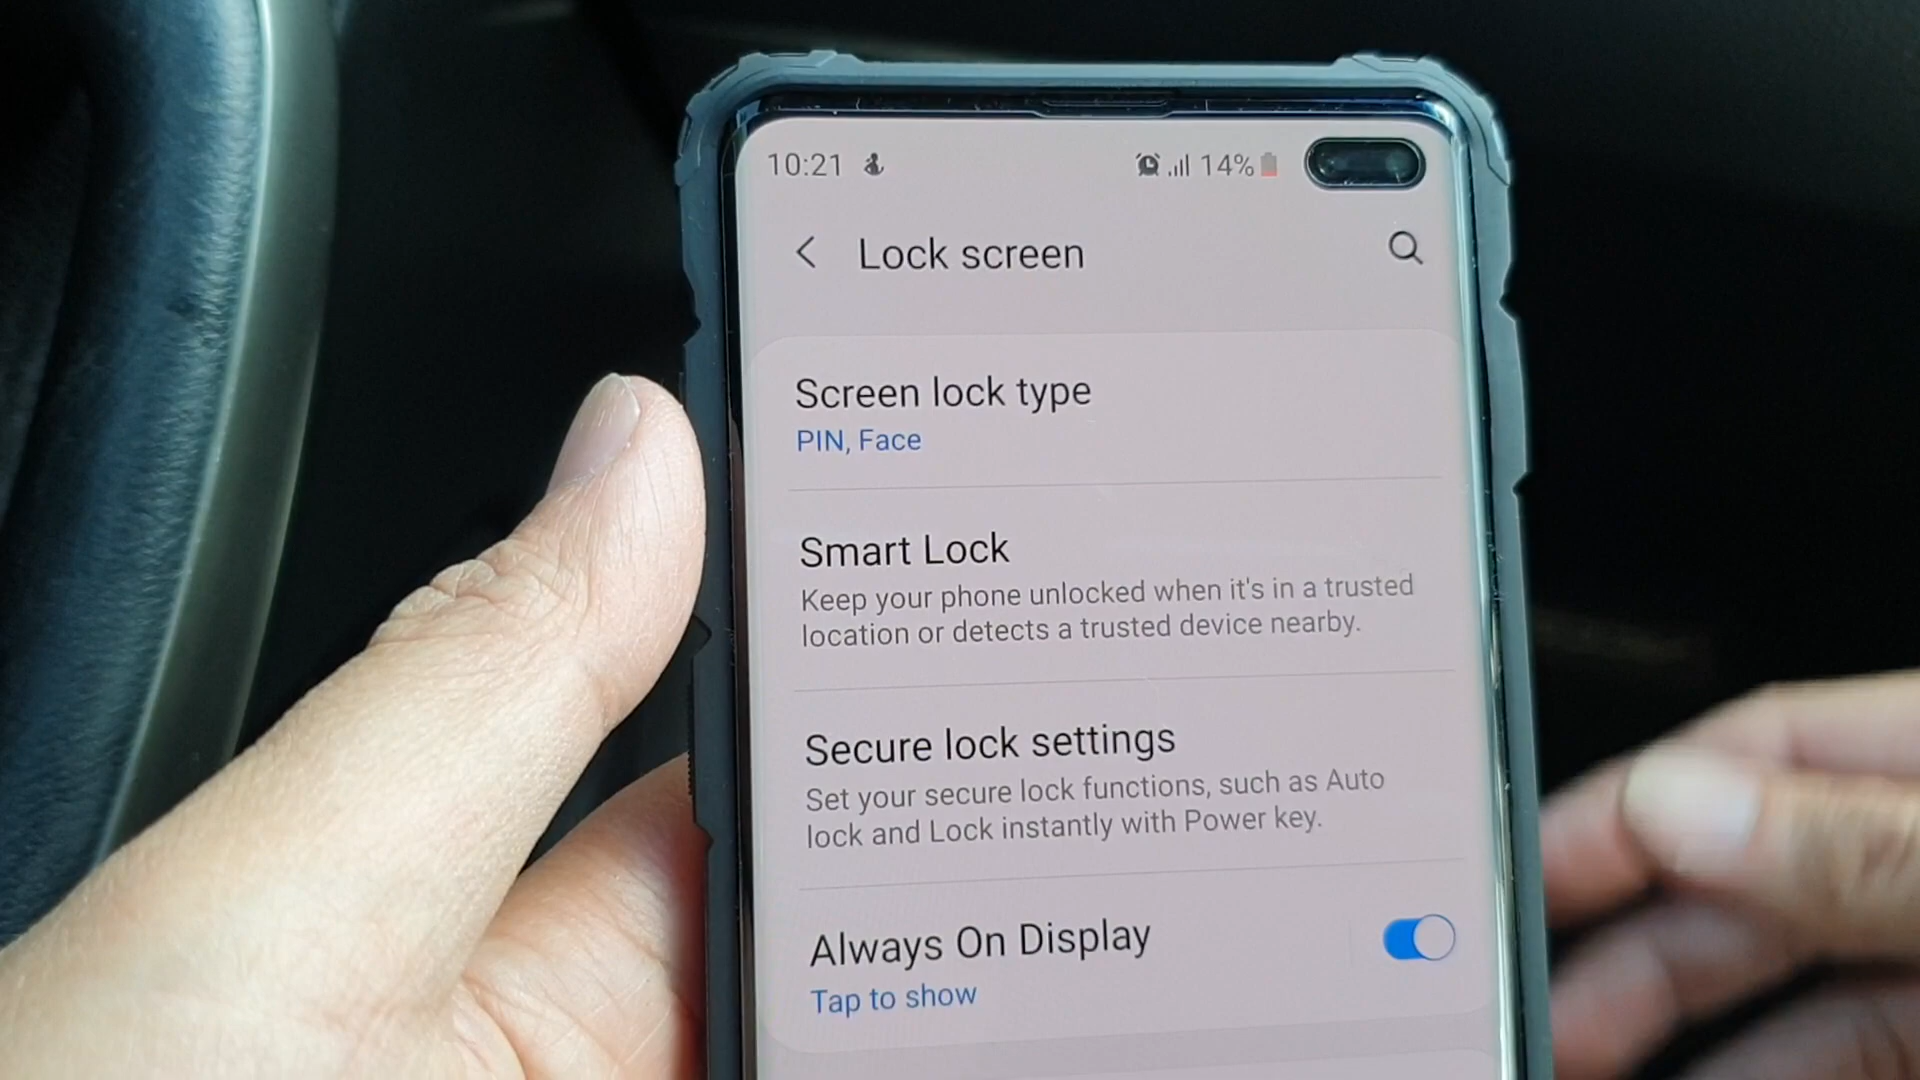 10:21 14%
Lock screen
Screen lock type
PIN, Face
Smart Lock
Keep your phone unlocked when it's in a trusted
location or detects a trusted device nearby.
Secure lock settings
Set your secure lock functions, such as Auto
lock and Lock instantly with Power key.
Always On Display
Tap to show